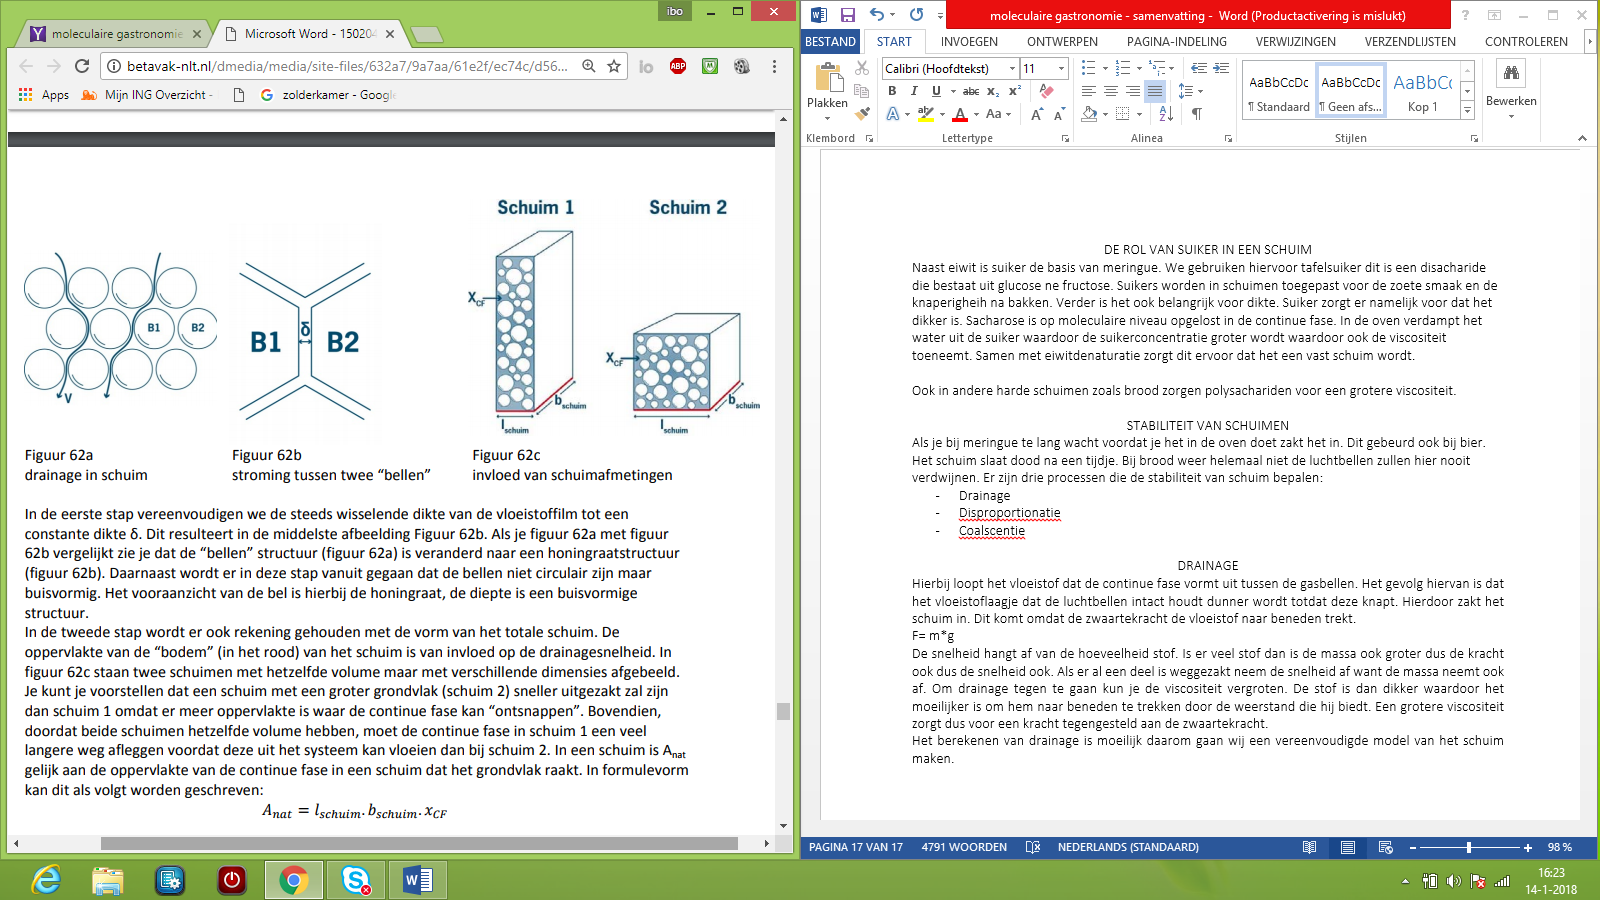 ibo
moleculaire gastronomie
Microsoft Word - 150204
betavak-nlt.nl/dmedia/media/site-files/632a7/9a7aa/61e2f/ec74c/d56...
Apps
Mijn ING Overzicht -
zolderkamer - Google
Schuim 1
Schuim 2
X_CF
B1
B2
V
B1
δ
B2
b schuim
l schuim
X_CF
b schuim
l schuim
Figuur 62a
drainage in schuim
Figuur 62b
stroming tussen twee “bellen”
Figuur 62c
invloed van schuimafmetingen
In de eerste stap vereenvoudigen we de steeds wisselende dikte van de vloeistoffilm tot een
constante dikte δ. Dit resulteert in de middelste afbeelding Figuur 62b. Als je figuur 62a met figuur
62b vergelijkt zie je dat de “bellen” structuur (figuur 62a) is veranderd naar een honingraatstructuur
(figuur 62b). Daarnaast wordt er in deze stap vanuit gegaan dat de bellen niet circulair zijn maar
buisvormig. Het vooraanzicht van de bel is hierbij de honingraat, de diepte is een buisvormige
structuur.
In de tweede stap wordt er ook rekening gehouden met de vorm van het totale schuim. De
oppervlakte van de “bodem” (in het rood) van het schuim is van invloed op de drainagesnelheid. In
figuur 62c staan twee schuimen met hetzelfde volume maar met verschillende dimensies afgebeeld.
Je kunt je voorstellen dat een schuim met een groter grondvlak (schuim 2) sneller uitgezakt zal zijn
dan schuim 1 omdat er meer oppervlakte is waar de continue fase kan “ontsnappen”. Bovendien,
doordat beide schuimen hetzelfde volume hebben, moet de continue fase in schuim 1 een veel
langere weg afleggen voordat deze uit het systeem kan vloeien dan bij schuim 2. In een schuim is A_nat
gelijk aan de oppervlakte van de continue fase in een schuim dat het grondvlak raakt. In formulevorm
kan dit als volgt worden geschreven:
A_nat = l_schuim. b_schuim. x_CF
moleculaire gastronomie - samenvatting - Word (Productactivering is mislukt)
BESTAND START INVOEGEN ONTWERPEN PAGINA-INDELING VERWIJZINGEN VERZENDLIJSTEN CONTROLEREN
Plakken
Klembord
Calibri (Hoofdtekst) 11
B I U abc x₂ x²
A A Aa A A
Lettertype
Alinea
AaBbCcDc AaBbCcDc AaBbCc
¶ Standaard ¶ Geen afs... Kop 1
Stijlen
Bewerken
DE ROL VAN SUIKER IN EEN SCHUIM
Naast eiwit is suiker de basis van meringue. We gebruiken hiervoor tafelsuiker dit is een disacharide
die bestaat uit glucose ne fructose. Suikers worden in schuimen toegepast voor de zoete smaak en de
knaperigheih na bakken. Verder is het ook belangrijk voor dikte. Suiker zorgt er namelijk voor dat het
dikker is. Sacharose is op moleculaire niveau opgelost in de continue fase. In de oven verdampt het
water uit de suiker waardoor de suikerconcentratie groter wordt waardoor ook de viscositeit
toeneemt. Samen met eiwitdenaturatie zorgt dit ervoor dat het een vast schuim wordt.
Ook in andere harde schuimen zoals brood zorgen polysachariden voor een grotere viscositeit.
STABILITEIT VAN SCHUIMEN
Als je bij meringue te lang wacht voordat je het in de oven doet zakt het in. Dit gebeurd ook bij bier.
Het schuim slaat dood na een tijdje. Bij brood weer helemaal niet de luchtbellen zullen hier nooit
verdwijnen. Er zijn drie processen die de stabiliteit van schuim bepalen:
- Drainage
- Disproportionatie
- Coalscentie
DRAINAGE
Hierbij loopt het vloeistof dat de continue fase vormt uit tussen de gasbellen. Het gevolg hiervan is dat
het vloeistoflaagje dat de luchtbellen intact houdt dunner wordt totdat deze knapt. Hierdoor zakt het
schuim in. Dit komt omdat de zwaartekracht de vloeistof naar beneden trekt.
F= m*g
De snelheid hangt af van de hoeveelheid stof. Is er veel stof dan is de massa ook groter dus de kracht
ook dus de snelheid ook. Als er al een deel is weggezakt neem de snelheid af want de massa neemt ook
af. Om drainage tegen te gaan kun je de viscositeit vergroten. De stof is dan dikker waardoor het
moeilijker is om hem naar beneden te trekken door de weerstand die hij biedt. Een grotere viscositeit
zorgt dus voor een kracht tegengesteld aan de zwaartekracht.
Het berekenen van drainage is moeilijk daarom gaan wij een vereenvoudigde model van het schuim
maken.
PAGINA 17 VAN 17 4791 WOORDEN NEDERLANDS (STANDAARD) 98 %
16:23
14-1-2018